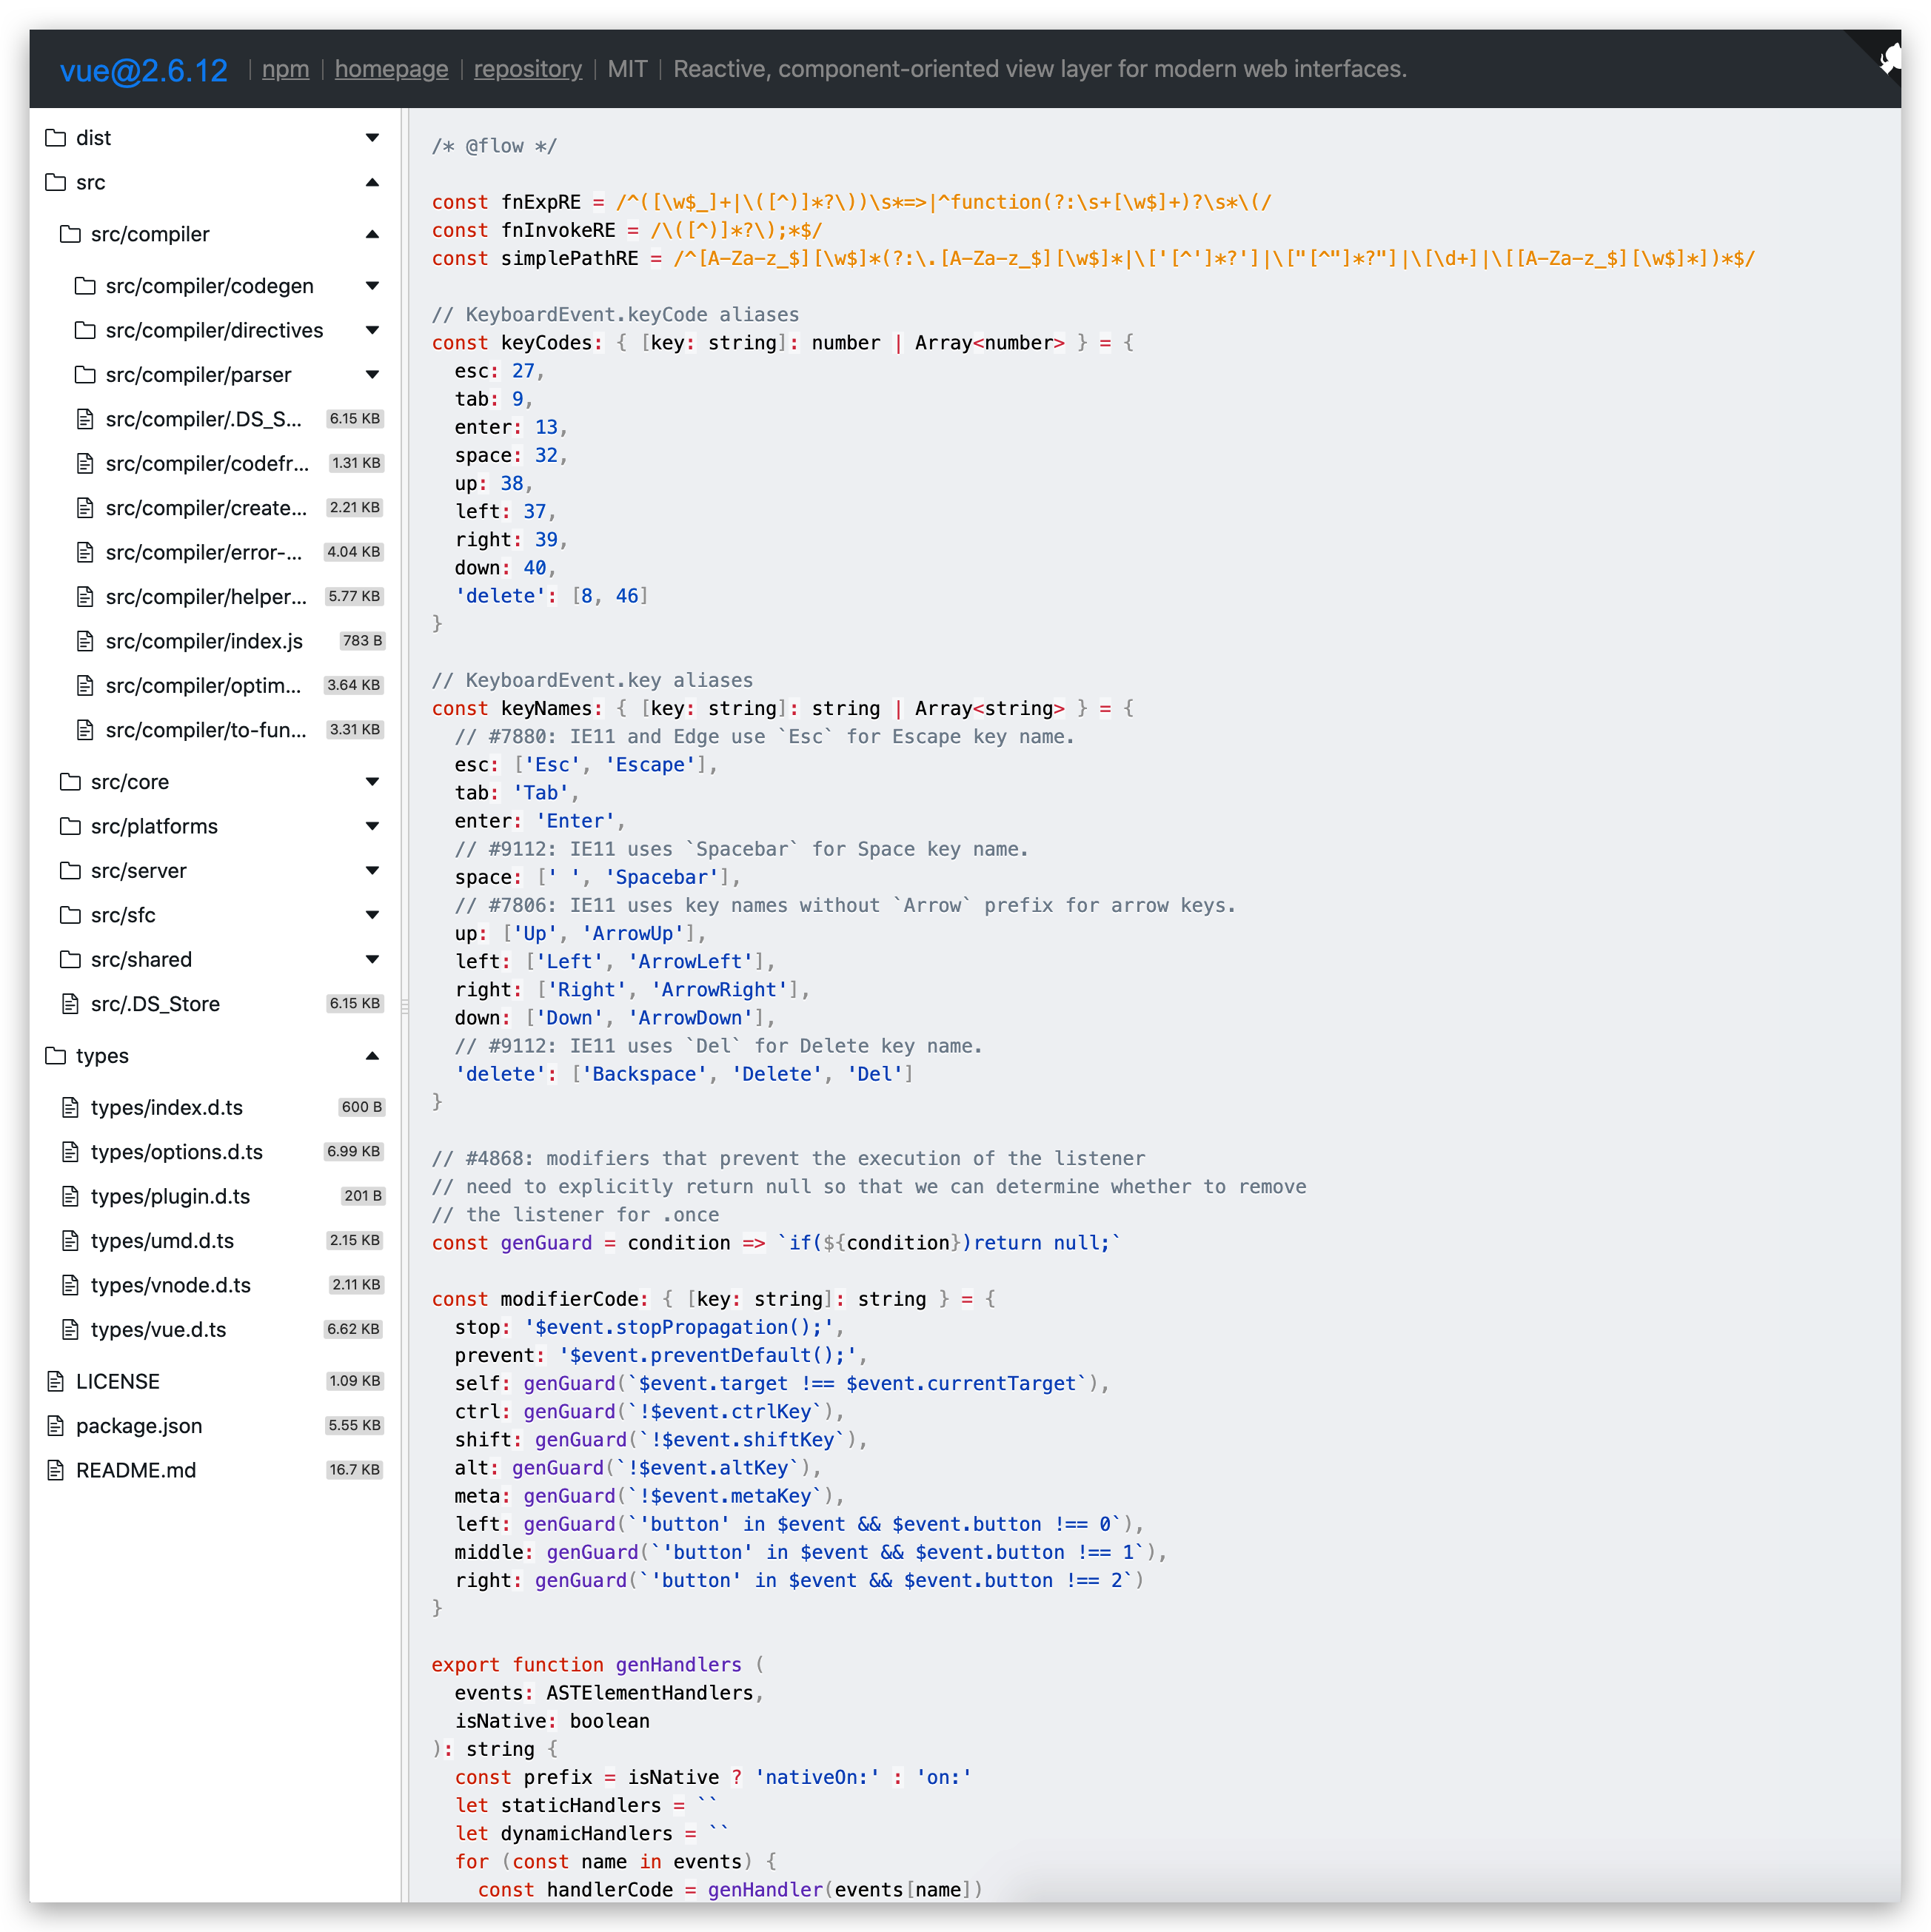 vue@2.6.12 | npm | homepage | repository | MIT | Reactive, component-oriented view layer for modern web interfaces.
dist
src
src/compiler
src/compiler/codegen
src/compiler/directives
src/compiler/parser
src/compiler/.DS_S... 6.15 KB
src/compiler/codefr... 1.31 KB
src/compiler/create... 2.21 KB
src/compiler/error-... 4.04 KB
src/compiler/helper... 5.77 KB
src/compiler/index.js 783 B
src/compiler/optim... 3.64 KB
src/compiler/to-fun... 3.31 KB
src/core
src/platforms
src/server
src/sfc
src/shared
src/.DS_Store 6.15 KB
types
types/index.d.ts 600 B
types/options.d.ts 6.99 KB
types/plugin.d.ts 201 B
types/umd.d.ts 2.15 KB
types/vnode.d.ts 2.11 KB
types/vue.d.ts 6.62 KB
LICENSE 1.09 KB
package.json 5.55 KB
README.md 16.7 KB
/* @flow */

const fnExpRE = /^([\w$_]+|\([^)]*?\))\s*=>|^function(?:\s+[\w$]+)?\s*\(/
const fnInvokeRE = /\([^)]*?\);*$/
const simplePathRE = /^[A-Za-z_$][\w$]*(?:\.[A-Za-z_$][\w$]*|\['[^']*?']|\["[^"]*?"]|\[\d+]|\[[A-Za-z_$][\w$]*])*$/

// KeyboardEvent.keyCode aliases
const keyCodes: { [key: string]: number | Array<number> } = {
  esc: 27,
  tab: 9,
  enter: 13,
  space: 32,
  up: 38,
  left: 37,
  right: 39,
  down: 40,
  'delete': [8, 46]
}

// KeyboardEvent.key aliases
const keyNames: { [key: string]: string | Array<string> } = {
  // #7880: IE11 and Edge use `Esc` for Escape key name.
  esc: ['Esc', 'Escape'],
  tab: 'Tab',
  enter: 'Enter',
  // #9112: IE11 uses `Spacebar` for Space key name.
  space: [' ', 'Spacebar'],
  // #7806: IE11 uses key names without `Arrow` prefix for arrow keys.
  up: ['Up', 'ArrowUp'],
  left: ['Left', 'ArrowLeft'],
  right: ['Right', 'ArrowRight'],
  down: ['Down', 'ArrowDown'],
  // #9112: IE11 uses `Del` for Delete key name.
  'delete': ['Backspace', 'Delete', 'Del']
}

// #4868: modifiers that prevent the execution of the listener
// need to explicitly return null so that we can determine whether to remove
// the listener for .once
const genGuard = condition => `if(${condition})return null;`

const modifierCode: { [key: string]: string } = {
  stop: '$event.stopPropagation();',
  prevent: '$event.preventDefault();',
  self: genGuard(`$event.target !== $event.currentTarget`),
  ctrl: genGuard(`!$event.ctrlKey`),
  shift: genGuard(`!$event.shiftKey`),
  alt: genGuard(`!$event.altKey`),
  meta: genGuard(`!$event.metaKey`),
  left: genGuard(`'button' in $event && $event.button !== 0`),
  middle: genGuard(`'button' in $event && $event.button !== 1`),
  right: genGuard(`'button' in $event && $event.button !== 2`)
}

export function genHandlers (
  events: ASTElementHandlers,
  isNative: boolean
): string {
  const prefix = isNative ? 'nativeOn:' : 'on:'
  let staticHandlers = ``
  let dynamicHandlers = ``
  for (const name in events) {
    const handlerCode = genHandler(events[name])